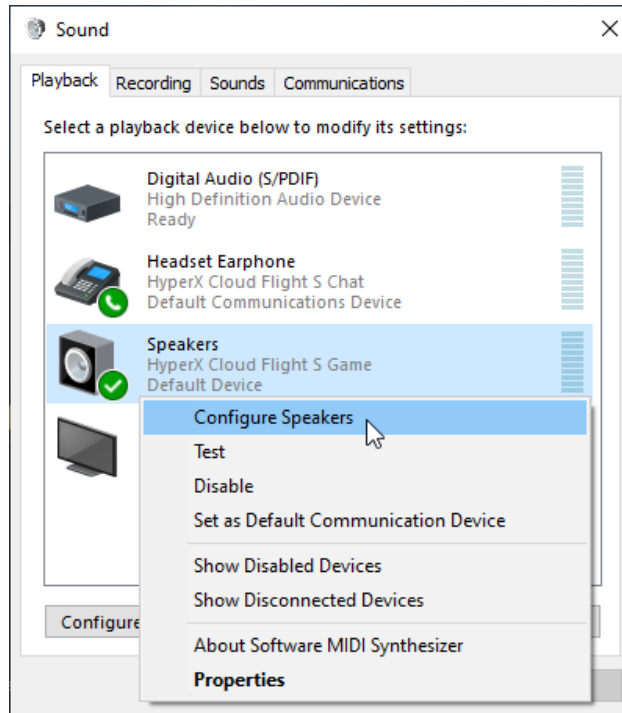 Sound
Playback Recording Sounds Communications
Select a playback device below to modify its settings:
Digital Audio (S/PDIF)
High Definition Audio Device
Ready
Headset Earphone
HyperX Cloud Flight S Chat
Default Communications Device
Speakers
HyperX Cloud Flight S Game
Default Device
Configure Speakers
Test
Disable
Set as Default Communication Device
Show Disabled Devices
Show Disconnected Devices
Configure
About Software MIDI Synthesizer
Properties